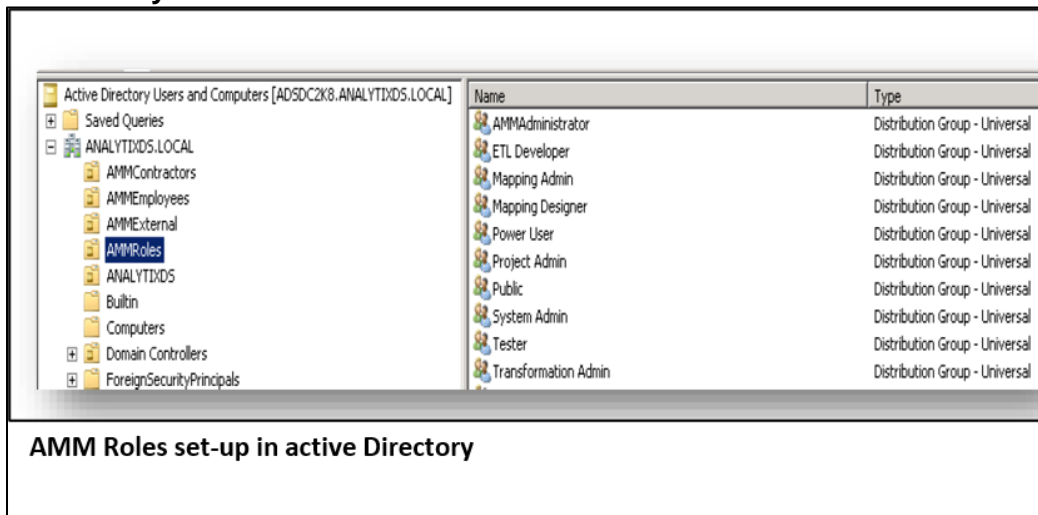 Active Directory Users and Computers [ADSDC2K8.ANALYTIXDS.LOCAL]
Saved Queries
ANALYTIXDS.LOCAL
AMMContractors
AMMEmployees
AMMExternal
AMMRoles
ANALYTIXDS
Builtin
Computers
Domain Controllers
ForeignSecurityPrincipals
Name Type
AMMAdministrator Distribution Group - Universal
ETL Developer Distribution Group - Universal
Mapping Admin Distribution Group - Universal
Mapping Designer Distribution Group - Universal
Power User Distribution Group - Universal
Project Admin Distribution Group - Universal
Public Distribution Group - Universal
System Admin Distribution Group - Universal
Tester Distribution Group - Universal
Transformation Admin Distribution Group - Universal
AMM Roles set-up in active Directory